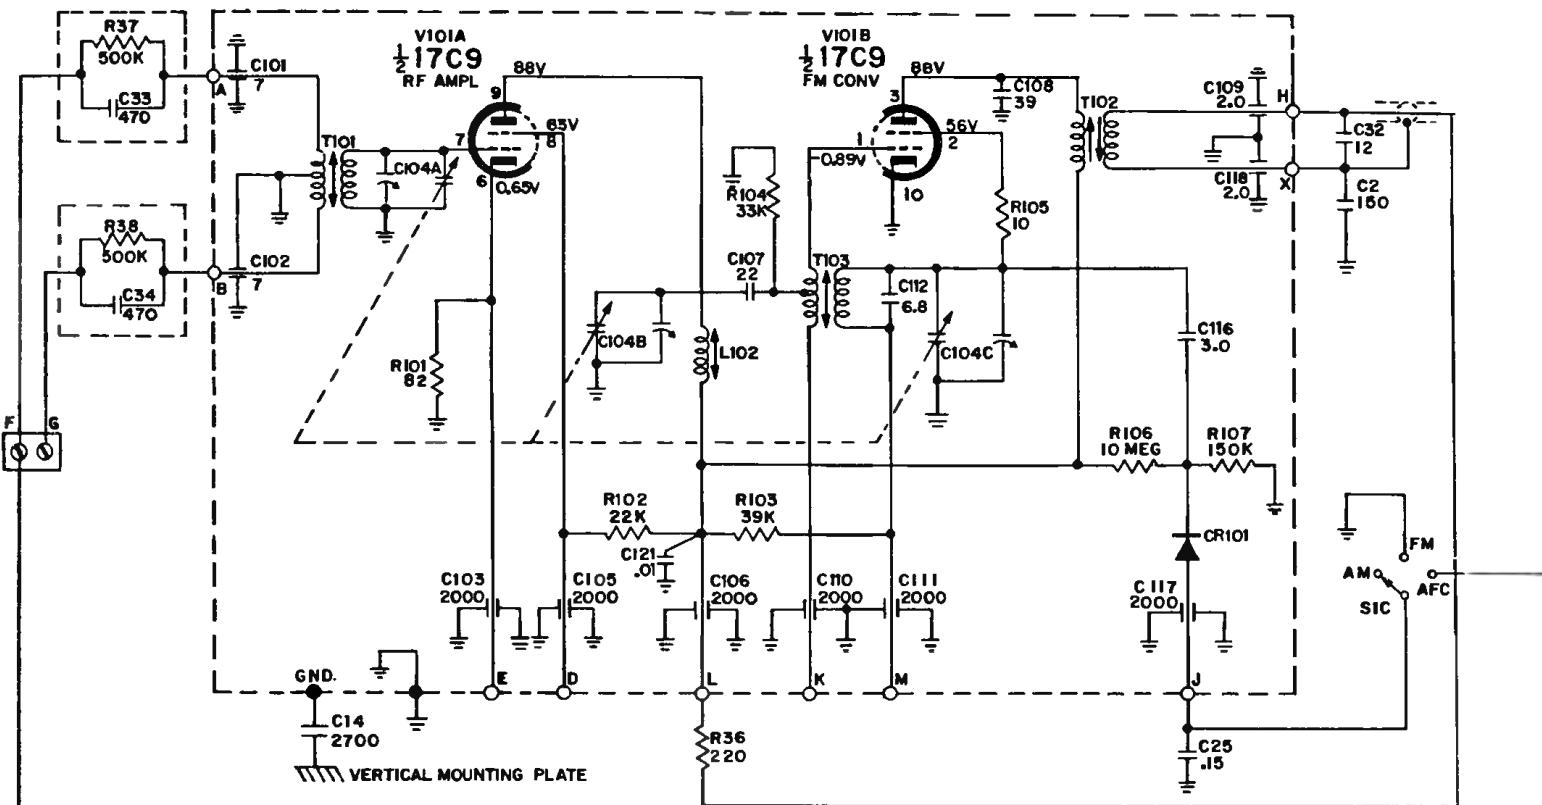 R37
500K
C33
470
R38
500K
C34
470
F
G
A
C101
7
B
C102
7
T101
C104A
V101A
½ 17C9
RF AMPL
9
88V
7
65V
8
6
0.65V
R101
82
C104B
L102
R104
33K
C107
22
V101B
½ 17C9
FM CONV
3
88V
1
-0.89V
56V
2
10
C108
39
R105
10
T103
C112
6.8
C104C
T102
C109
2.0
C118
2.0
H
X
C32
12
C2
150
C116
3.0
R106
10 MEG
R107
150K
R102
22K
R103
39K
C121
.01
CR101
C103
2000
C105
2000
C106
2000
C110
2000
C111
2000
C117
2000
FM
AM
AFC
S1C
GND.
E
D
L
K
M
J
C14
2700
VERTICAL MOUNTING PLATE
R36
220
C25
.15